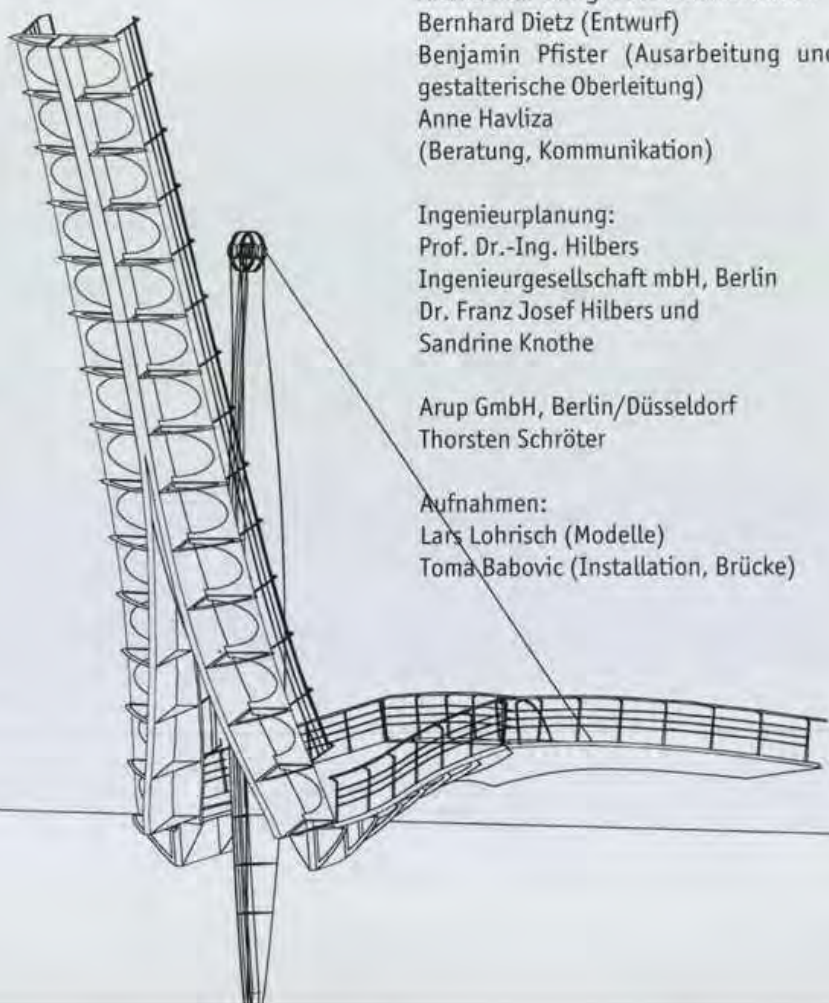 Bernhard Dietz (Entwurf)
Benjamin Pfister (Ausarbeitung und
gestalterische Oberleitung)
Anne Havliza
(Beratung, Kommunikation)
Ingenieurplanung:
Prof. Dr.-Ing. Hilbers
Ingenieurgesellschaft mbH, Berlin
Dr. Franz Josef Hilbers und
Sandrine Knothe
Arup GmbH, Berlin/Düsseldorf
Thorsten Schröter
Aufnahmen:
Lars Lohrisch (Modelle)
Toma Babovic (Installation, Brücke)